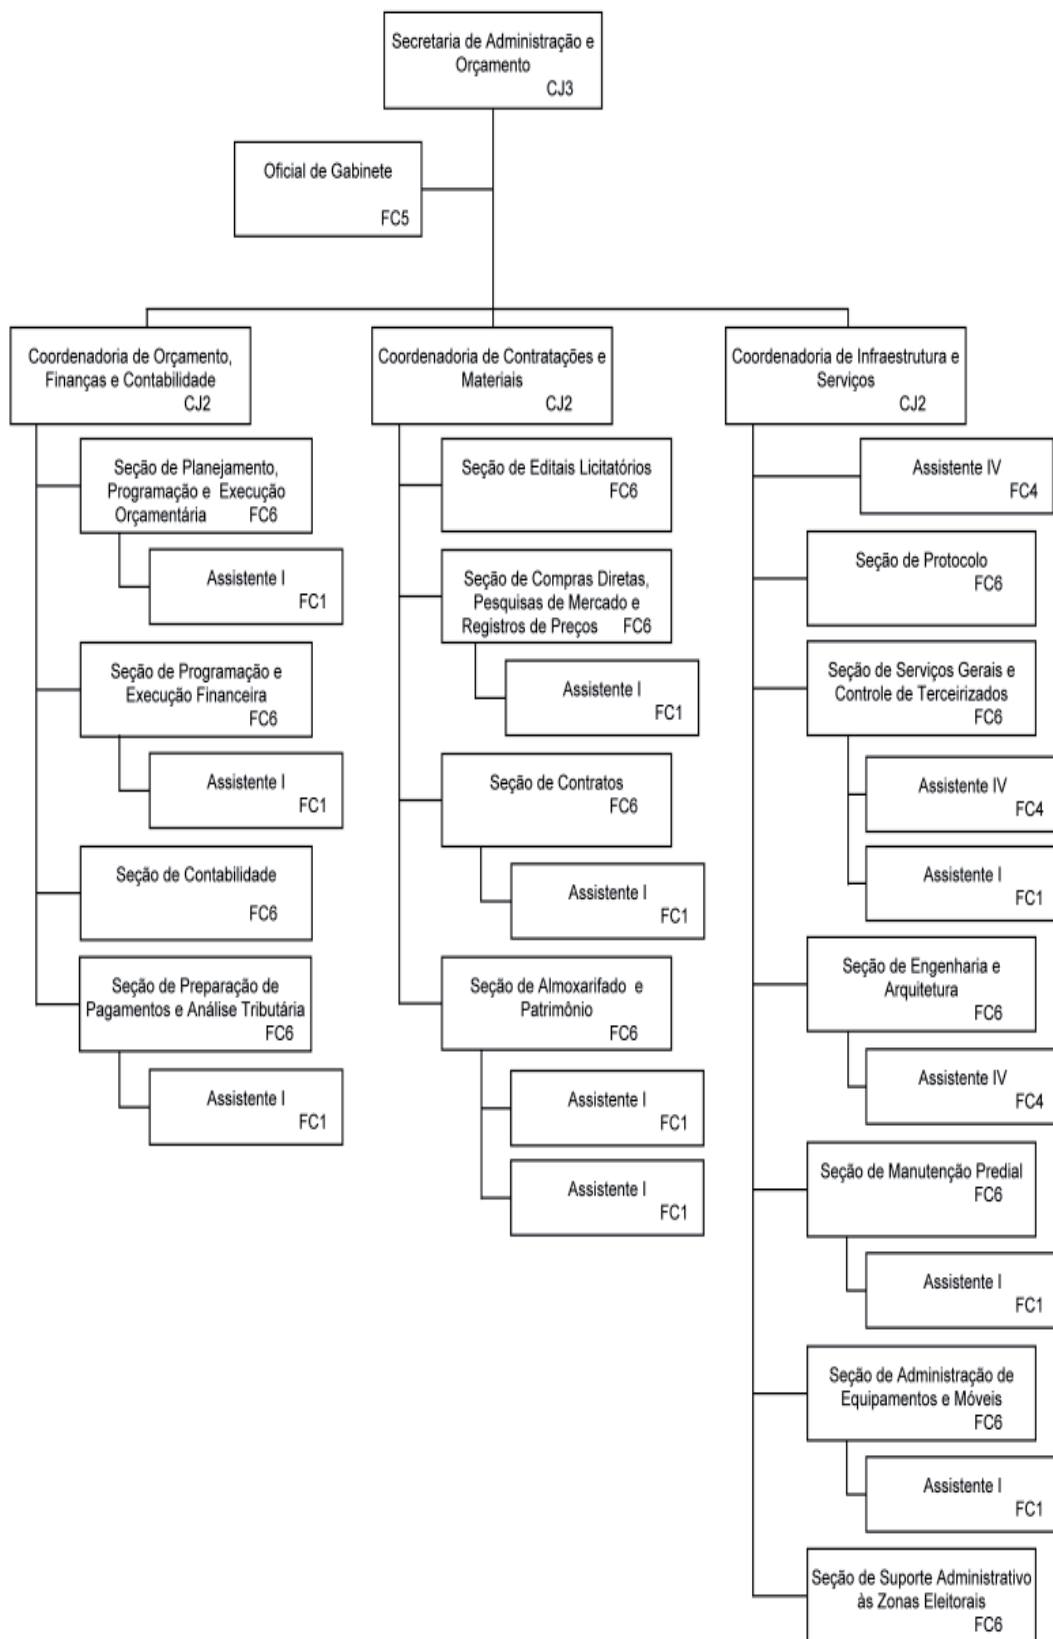 Secretaria de Administração e
Orçamento
CJ3
Oficial de Gabinete
FC5
Coordenadoria de Orçamento,
Finanças e Contabilidade
CJ2
Seção de Planejamento,
Programação e Execução
Orçamentária FC6
Assistente I
FC1
Seção de Programação e
Execução Financeira
FC6
Assistente I
FC1
Seção de Contabilidade
FC6
Seção de Preparação de
Pagamentos e Análise Tributária
FC6
Assistente I
FC1
Coordenadoria de Contratações e
Materiais
CJ2
Seção de Editais Licitatórios
FC6
Seção de Compras Diretas,
Pesquisas de Mercado e
Registros de Preços FC6
Assistente I
FC1
Seção de Contratos
FC6
Assistente I
FC1
Seção de Almoxarifado e
Patrimônio
FC6
Assistente I
FC1
Assistente I
FC1
Coordenadoria de Infraestrutura e
Serviços
CJ2
Assistente IV
FC4
Seção de Protocolo
FC6
Seção de Serviços Gerais e
Controle de Terceirizados
FC6
Assistente IV
FC4
Assistente I
FC1
Seção de Engenharia e
Arquitetura
FC6
Assistente IV
FC4
Seção de Manutenção Predial
FC6
Assistente I
FC1
Seção de Administração de
Equipamentos e Móveis
FC6
Assistente I
FC1
Seção de Suporte Administrativo
às Zonas Eleitorais
FC6